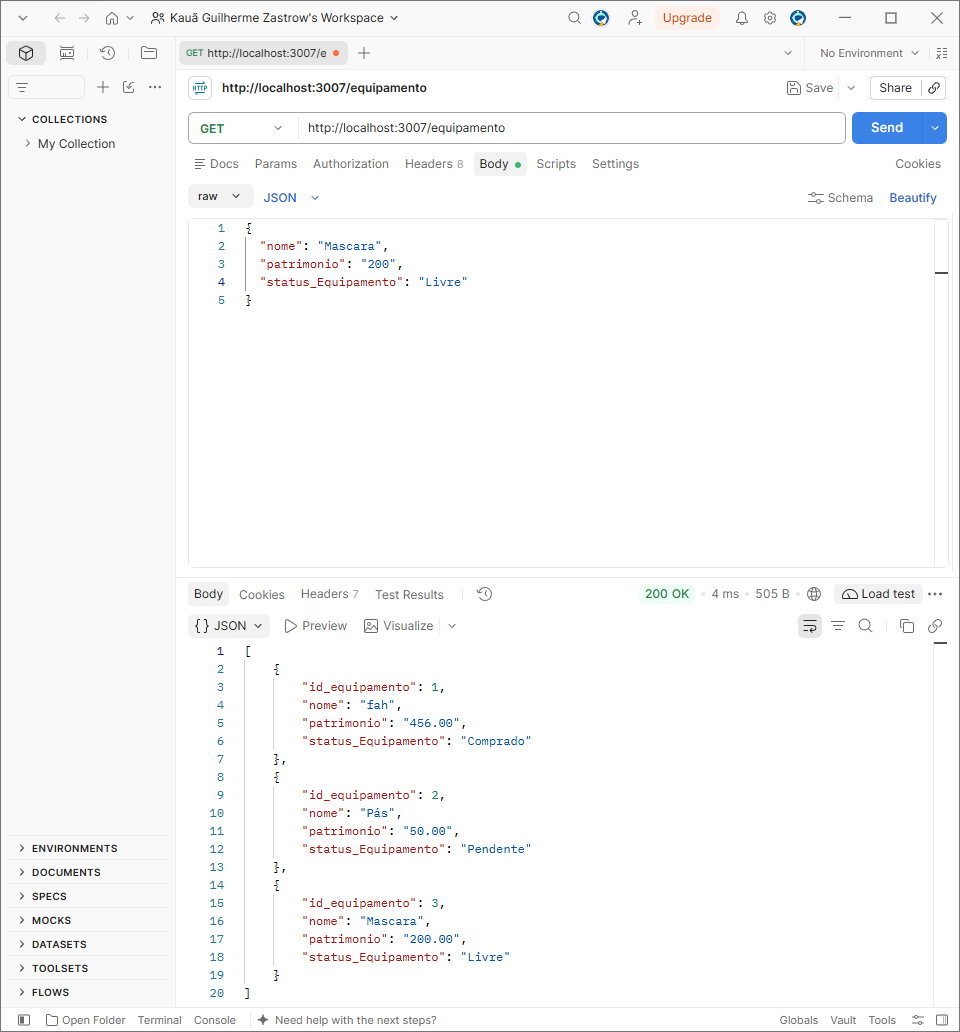 Kauã Guilherme Zastrow's Workspace
Upgrade
GET http://localhost:3007/e
No Environment
HTTP http://localhost:3007/equipamento
Save
Share
COLLECTIONS
My Collection
GET
http://localhost:3007/equipamento
Send
Docs Params Authorization Headers 8 Body Scripts Settings Cookies
raw JSON Schema Beautify
1 {
2 "nome": "Mascara",
3 "patrimonio": "200",
4 "status_Equipamento": "Livre"
5 }
Body Cookies Headers 7 Test Results 200 OK • 4 ms • 505 B • Load test
{} JSON Preview Visualize
1 [
2 {
3 "id_equipamento": 1,
4 "nome": "fah",
5 "patrimonio": "456.00",
6 "status_Equipamento": "Comprado"
7 },
8 {
9 "id_equipamento": 2,
10 "nome": "Pás",
11 "patrimonio": "50.00",
12 "status_Equipamento": "Pendente"
13 },
14 {
15 "id_equipamento": 3,
16 "nome": "Mascara",
17 "patrimonio": "200.00",
18 "status_Equipamento": "Livre"
19 }
20 ]
ENVIRONMENTS
DOCUMENTS
SPECS
MOCKS
DATASETS
TOOLSETS
FLOWS
Open Folder Terminal Console Need help with the next steps? Globals Vault Tools